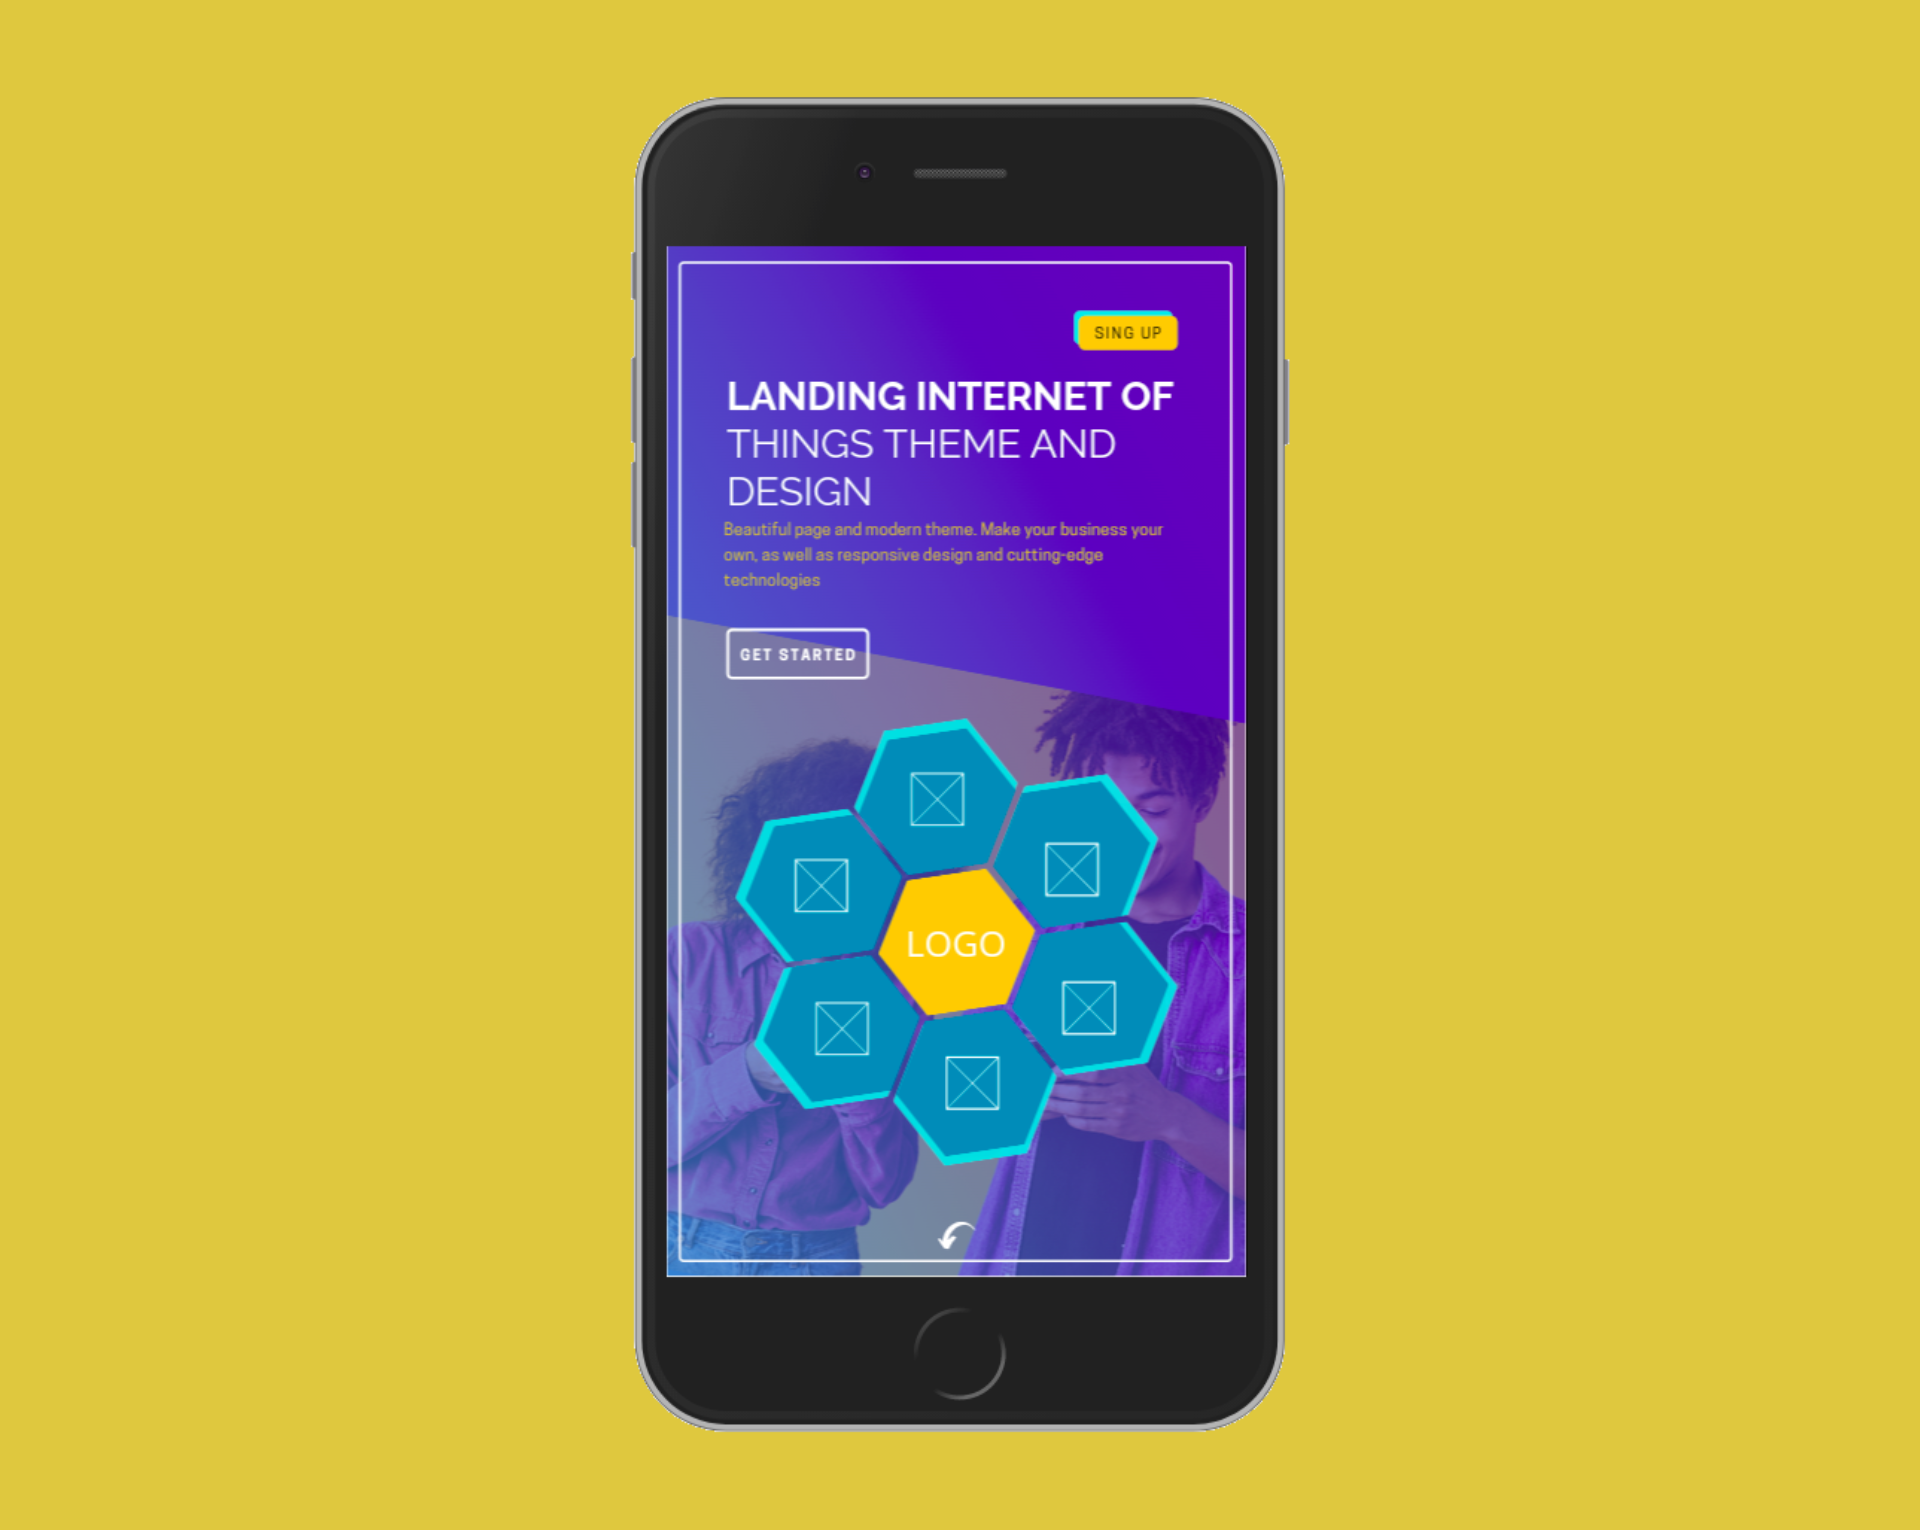 SING UP
LANDING INTERNET OF
THINGS THEME AND
DESIGN
Beautiful page and modern theme. Make your business your
own, as well as responsive design and cutting-edge
technologies
GET STARTED
LOGO